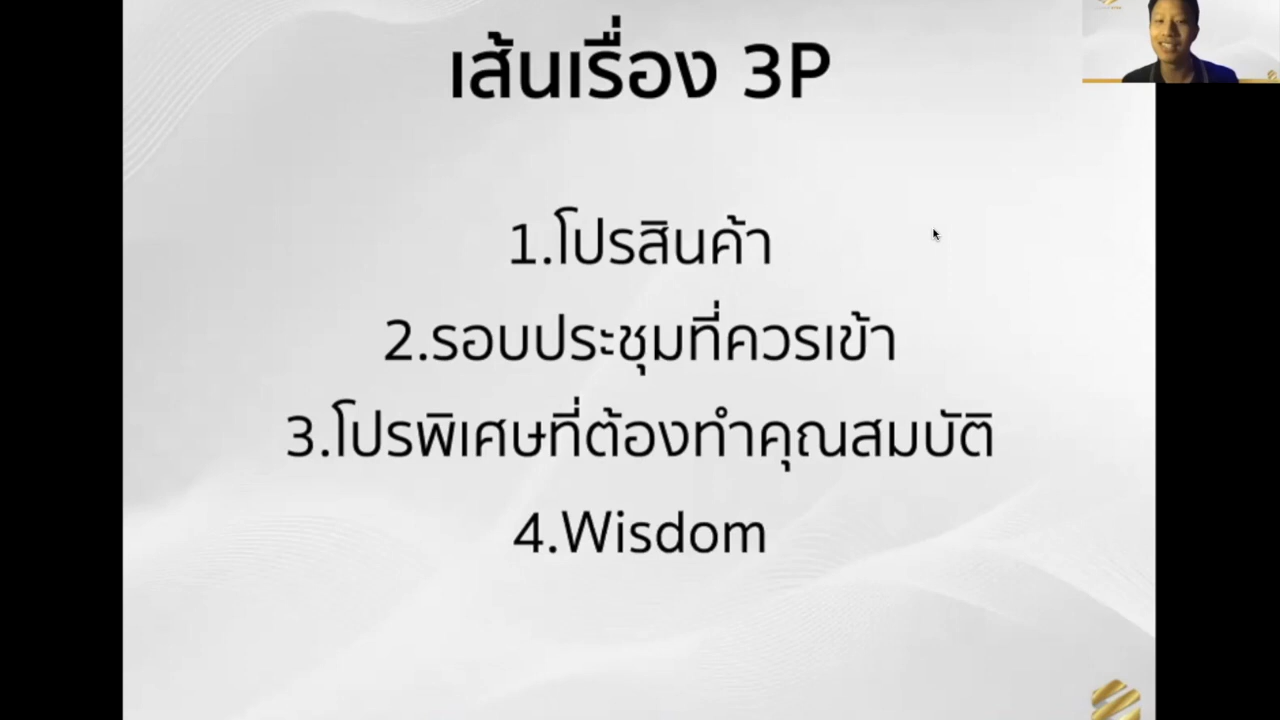 เส้นเรื่อง 3P
1.โปรสินค้า
2.รอบประชุมที่ควรเข้า
3.โปรพิเศษที่ต้องทำคุณสมบัติ
4.Wisdom